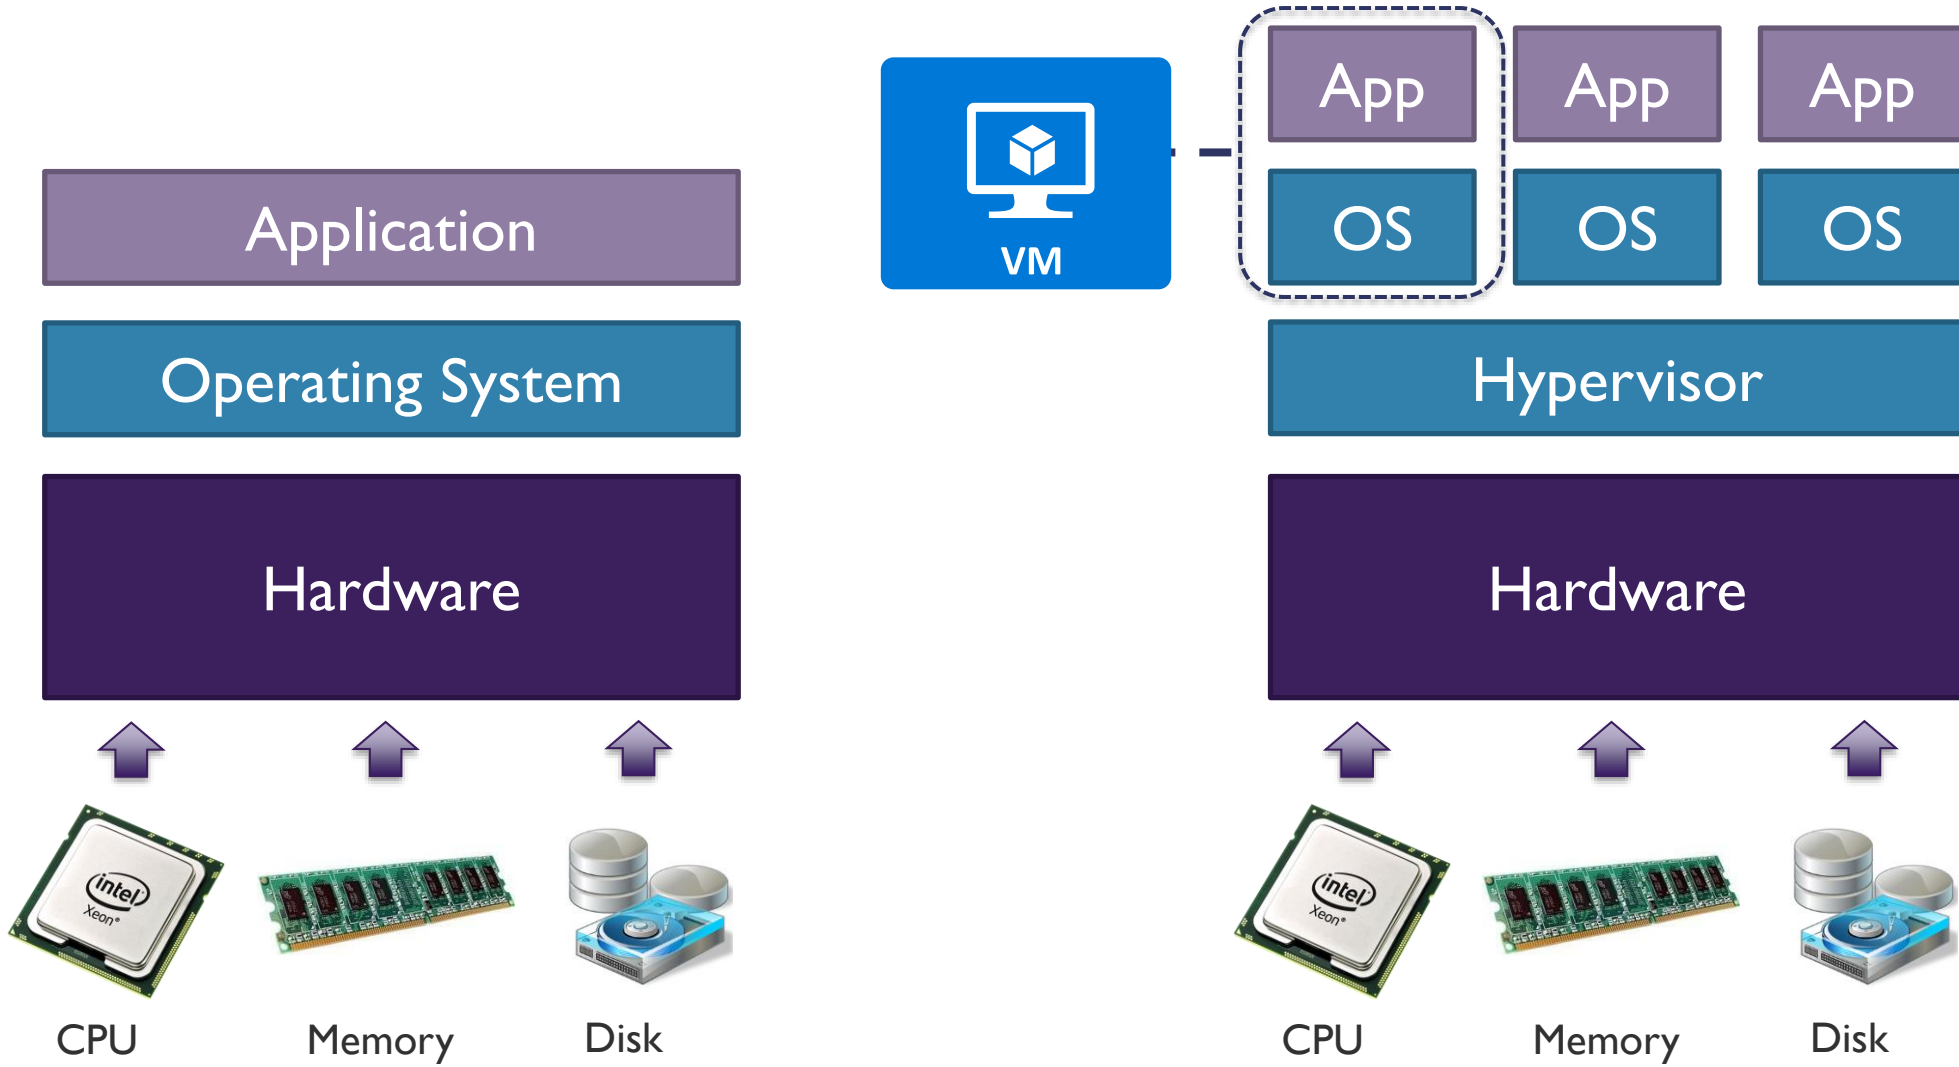 Application
Operating System
Hardware
intel
Xeon®
CPU
Memory
Disk
VM
App
App
App
OS
OS
OS
Hypervisor
Hardware
intel
Xeon®
CPU
Memory
Disk